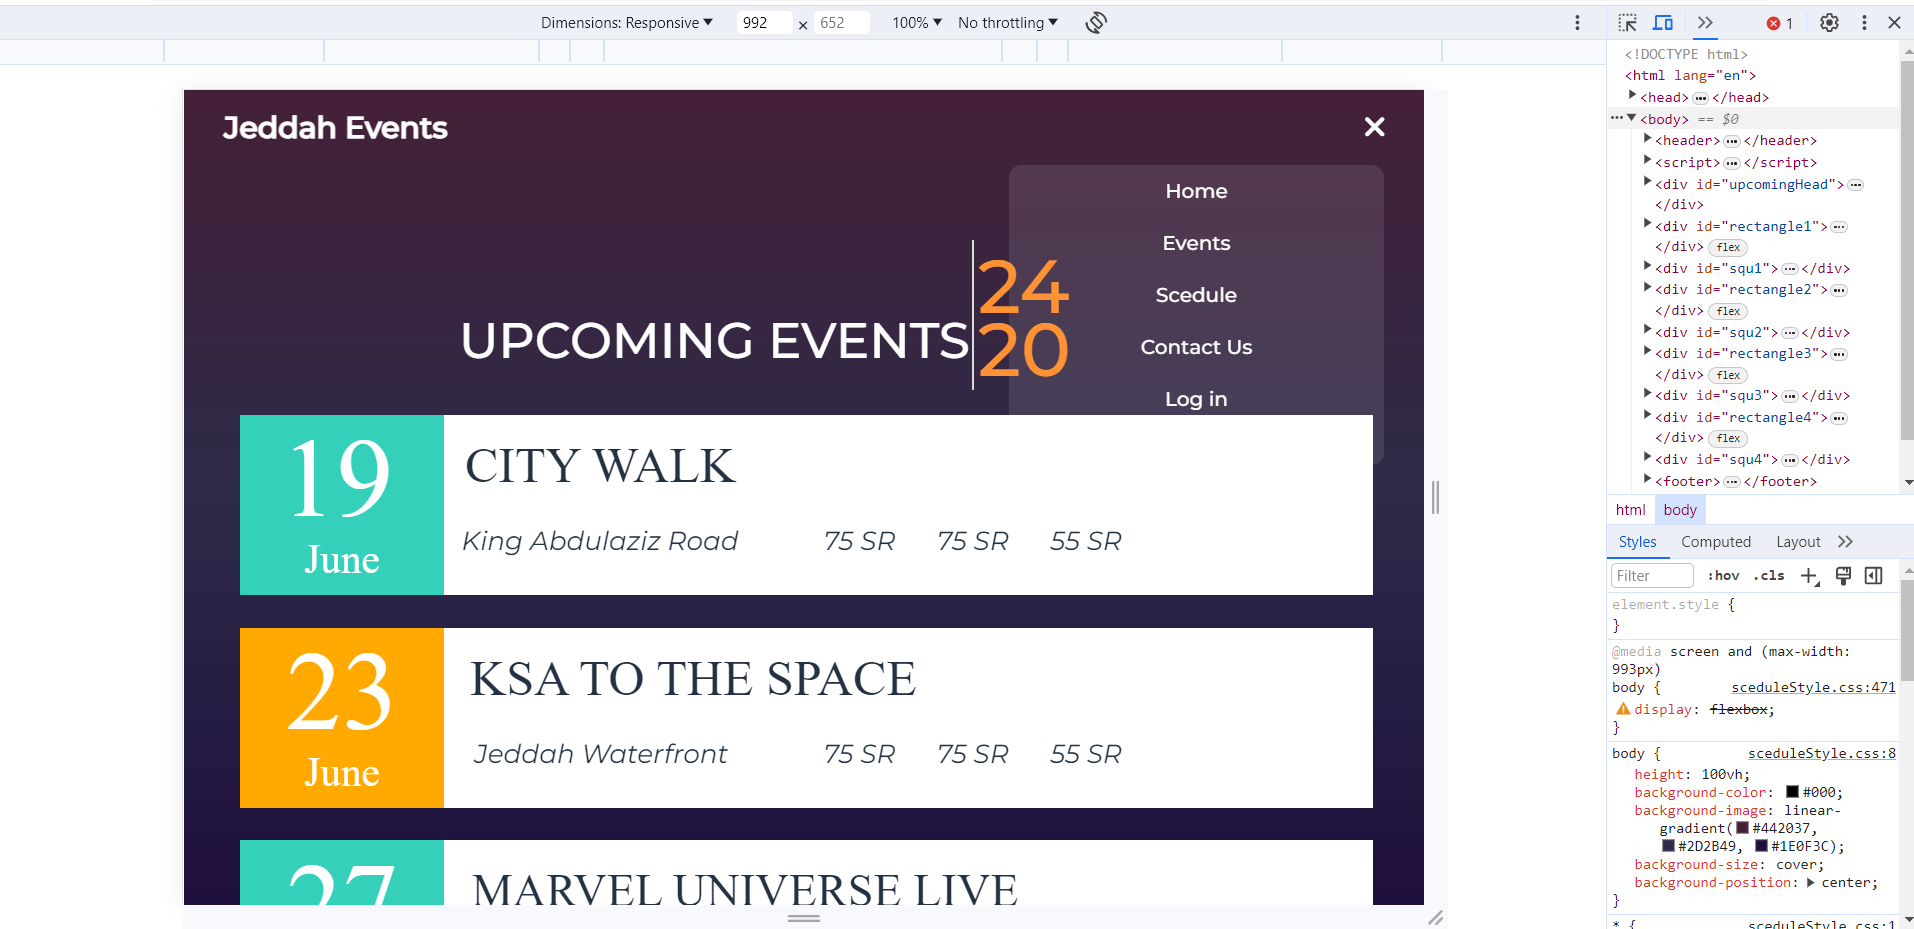 Dimensions: Responsive 992 × 652 100% No throttling
1
Jeddah Events
Home
Events
Scedule
Contact Us
Log in
UPCOMING EVENTS
24
20
19
June
CITY WALK
King Abdulaziz Road 75 SR 75 SR 55 SR
23
June
KSA TO THE SPACE
Jeddah Waterfront 75 SR 75 SR 55 SR
27
MARVEL UNIVERSE LIVE
<!DOCTYPE html>
<html lang="en">
<head> ••• </head>
••• <body> == $0
<header> ••• </header>
<script> ••• </script>
<div id="upcomingHead"> •••
</div>
<div id="rectangle1"> •••
</div> flex
<div id="squ1"> ••• </div>
<div id="rectangle2"> •••
</div> flex
<div id="squ2"> ••• </div>
<div id="rectangle3"> •••
</div> flex
<div id="squ3"> ••• </div>
<div id="rectangle4"> •••
</div> flex
<div id="squ4"> ••• </div>
<footer> ••• </footer>
html body
Styles Computed Layout
Filter :hov .cls
element.style {
}
@media screen and (max-width:
993px)
body { sceduleStyle.css:471
display: flexbox;
}
body { sceduleStyle.css:8
height: 100vh;
background-color: #000;
background-image: linear-
gradient( #442037,
#2D2B49, #1E0F3C);
background-size: cover;
background-position: center;
}
* { sceduleStyle.css:1